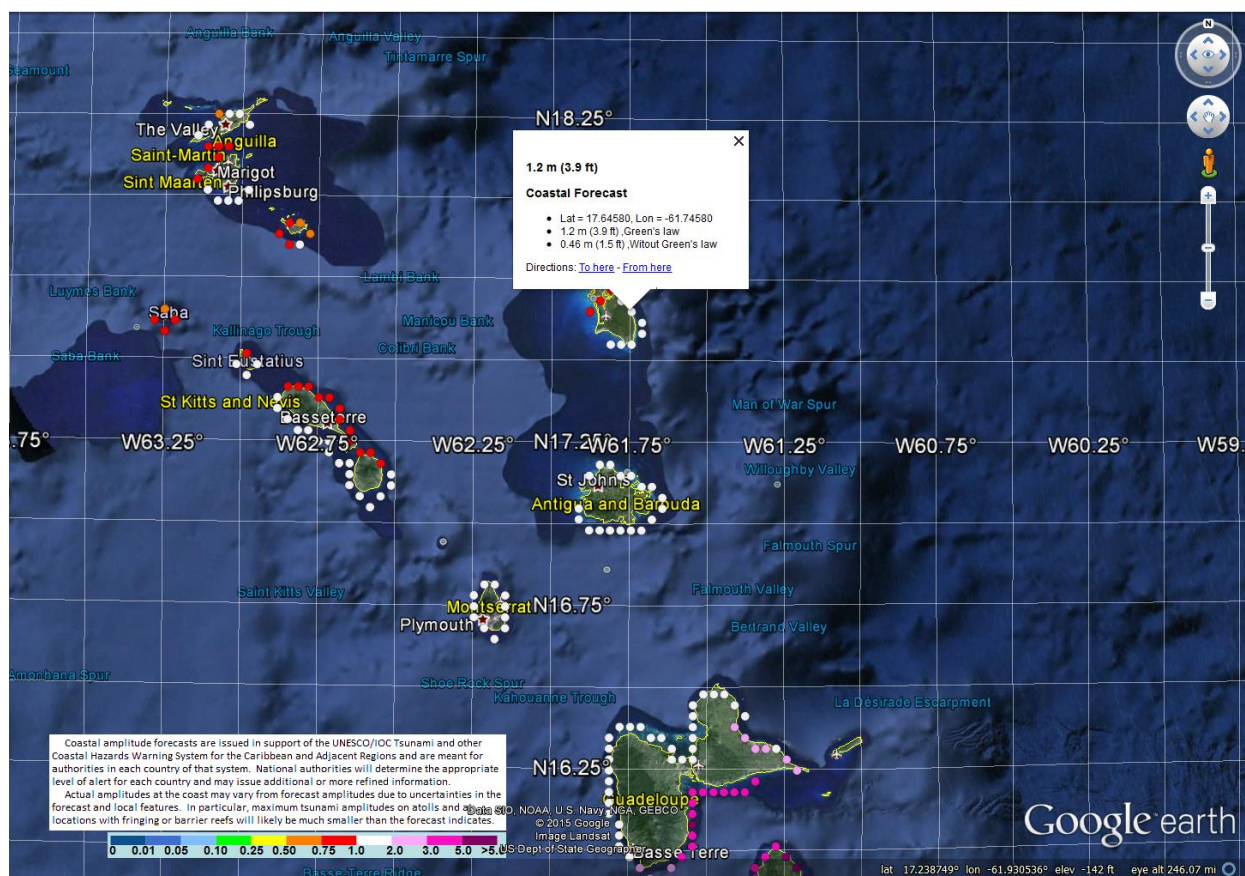 Anguilla Bank
Anguilla Valley
Tintamarre Spur
Seamount
N
N18.25°
The Valley
Anguilla
Saint-Martin
Marigot
Sint Maarten
Philipsburg
1.2 m (3.9 ft)
Coastal Forecast
Lat = 17.64580, Lon = -61.74580
1.2 m (3.9 ft) ,Green's law
0.46 m (1.5 ft) ,Witout Green's law
Directions: To here - From here
Lambi Bank
Luymes Bank
Saba
Kallinago Trough
Manicou Bank
Saba Bank
Sint Eustatius
Colibri Bank
St Kitts and Nevis
Basseterre
Man of War Spur
.75° W63.25° W62.75° W62.25° N17.25° W61.75° W61.25° W60.75° W60.25° W59.
Willoughby Valley
St John's
Antigua and Barbuda
Falmouth Spur
Saint Kitts Valley
Falmouth Valley
Montserrat
N16.75°
Plymouth
Bertrand Valley
Amonhana Spur
Shoe Rock Spur
Kahouanne Trough
La Désirade Escarpment
Coastal amplitude forecasts are issued in support of the UNESCO/IOC Tsunami and other
Coastal Hazards Warning System for the Caribbean and Adjacent Regions and are meant for
authorities in each country of that system. National authorities will determine the appropriate
level of alert for each country and may issue additional or more refined information.
Actual amplitudes at the coast may vary from forecast amplitudes due to uncertainties in the
forecast and local features. In particular, maximum tsunami amplitudes on atolls and a
locations with fringing or barrier reefs will likely be much smaller than the forecast indicates.
N16.25°
Guadeloupe
Data SIO, NOAA, U.S. Navy, NGA, GEBCO
© 2015 Google
Image Landsat
US Dept of State Geographer
Basse Terre
Google earth
0 0.01 0.05 0.10 0.25 0.50 0.75 1.0 2.0 3.0 5.0 >5.0
Basse-Terre Ridge
lat 17.238749° lon -61.930536° elev -142 ft eye alt 246.07 mi